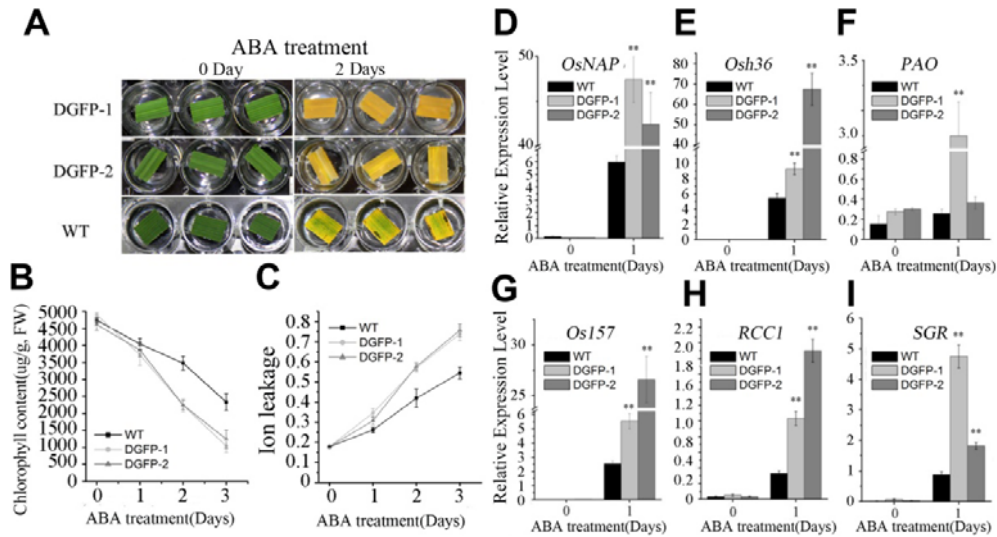 A
ABA treatment
0 Day 2 Days
DGFP-1
DGFP-2
WT
B
Chlorophyll content(ug/g, FW)
5000
4500
4000
3500
3000
2500
2000
1500
1000
500
WT
DGFP-1
DGFP-2
0 1 2 3
ABA treatment(Days)
C
Ion leakage
0.8
0.7
0.6
0.5
0.4
0.3
0.2
0.1
0
WT
DGFP-1
DGFP-2
0 1 2 3
ABA treatment(Days)
D
Relative Expression Level
OsNAP
WT
DGFP-1
DGFP-2
50
40
6
5
4
3
2
1
0
** **
0 1
ABA treatment(Days)
E
Osh36
WT
DGFP-1
DGFP-2
80
70
60
50
40
30
10
8
6
4
2
0
** **
0 1
ABA treatment(Days)
F
PAO
WT
DGFP-1
DGFP-2
3.5
3.0
0.8
0.6
0.4
0.2
0.0
**
0 1
ABA treatment(Days)
G
Relative Expression Level
Os157
WT
DGFP-1
DGFP-2
30
25
6
5
4
3
2
1
0
** **
0 1
ABA treatment(Days)
H
RCC1
WT
DGFP-1
DGFP-2
2.2
2.0
1.8
1.6
1.4
1.2
1.0
0.8
0.4
0.2
0
** **
0 1
ABA treatment(Days)
I
SGR
WT
DGFP-1
DGFP-2
6
5
4
3
2
1
0
** **
0 1
ABA treatment(Days)